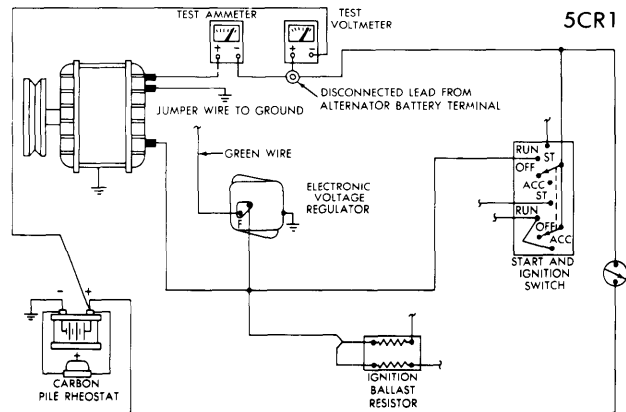 TEST AMMETER
TEST
VOLTMETER
5CR1
+ -
+ -
DISCONNECTED LEAD FROM
ALTERNATOR BATTERY TERMINAL
JUMPER WIRE TO GROUND
GREEN WIRE
ELECTRONIC
VOLTAGE
REGULATOR
F
RUN
ST
OFF
ACC
ST
RUN
OFF
ACC
START AND
IGNITION
SWITCH
- +
+
CARBON
PILE RHEOSTAT
IGNITION
BALLAST
RESISTOR